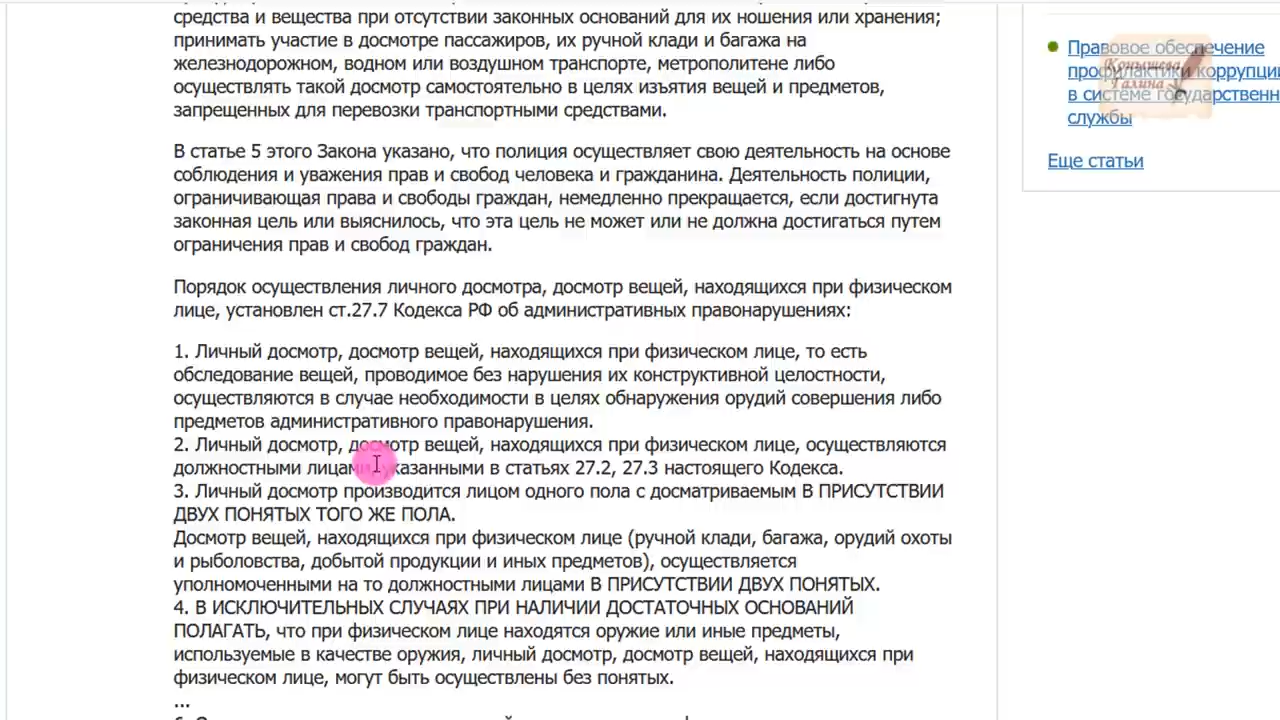 средства и вещества при отсутствии законных оснований для их ношения или хранения;
принимать участие в досмотре пассажиров, их ручной клади и багажа на
железнодорожном, водном или воздушном транспорте, метрополитене либо
осуществлять такой досмотр самостоятельно в целях изъятия вещей и предметов,
запрещенных для перевозки транспортными средствами.
В статье 5 этого Закона указано, что полиция осуществляет свою деятельность на основе
соблюдения и уважения прав и свобод человека и гражданина. Деятельность полиции,
ограничивающая права и свободы граждан, немедленно прекращается, если достигнута
законная цель или выяснилось, что эта цель не может или не должна достигаться путем
ограничения прав и свобод граждан.
Порядок осуществления личного досмотра, досмотр вещей, находящихся при физическом
лице, установлен ст.27.7 Кодекса РФ об административных правонарушениях:
1. Личный досмотр, досмотр вещей, находящихся при физическом лице, то есть
обследование вещей, проводимое без нарушения их конструктивной целостности,
осуществляются в случае необходимости в целях обнаружения орудий совершения либо
предметов административного правонарушения.
2. Личный досмотр, досмотр вещей, находящихся при физическом лице, осуществляются
должностными лицами, указанными в статьях 27.2, 27.3 настоящего Кодекса.
3. Личный досмотр производится лицом одного пола с досматриваемым В ПРИСУТСТВИИ
ДВУХ ПОНЯТЫХ ТОГО ЖЕ ПОЛА.
Досмотр вещей, находящихся при физическом лице (ручной клади, багажа, орудий охоты
и рыболовства, добытой продукции и иных предметов), осуществляется
уполномоченными на то должностными лицами В ПРИСУТСТВИИ ДВУХ ПОНЯТЫХ.
4. В ИСКЛЮЧИТЕЛЬНЫХ СЛУЧАЯХ ПРИ НАЛИЧИИ ДОСТАТОЧНЫХ ОСНОВАНИЙ
ПОЛАГАТЬ, что при физическом лице находятся оружие или иные предметы,
используемые в качестве оружия, личный досмотр, досмотр вещей, находящихся при
физическом лице, могут быть осуществлены без понятых.
...
Правовое обеспечение
профилактики коррупции
в системе государственн
службы
Еще статьи
Конышева
Галина